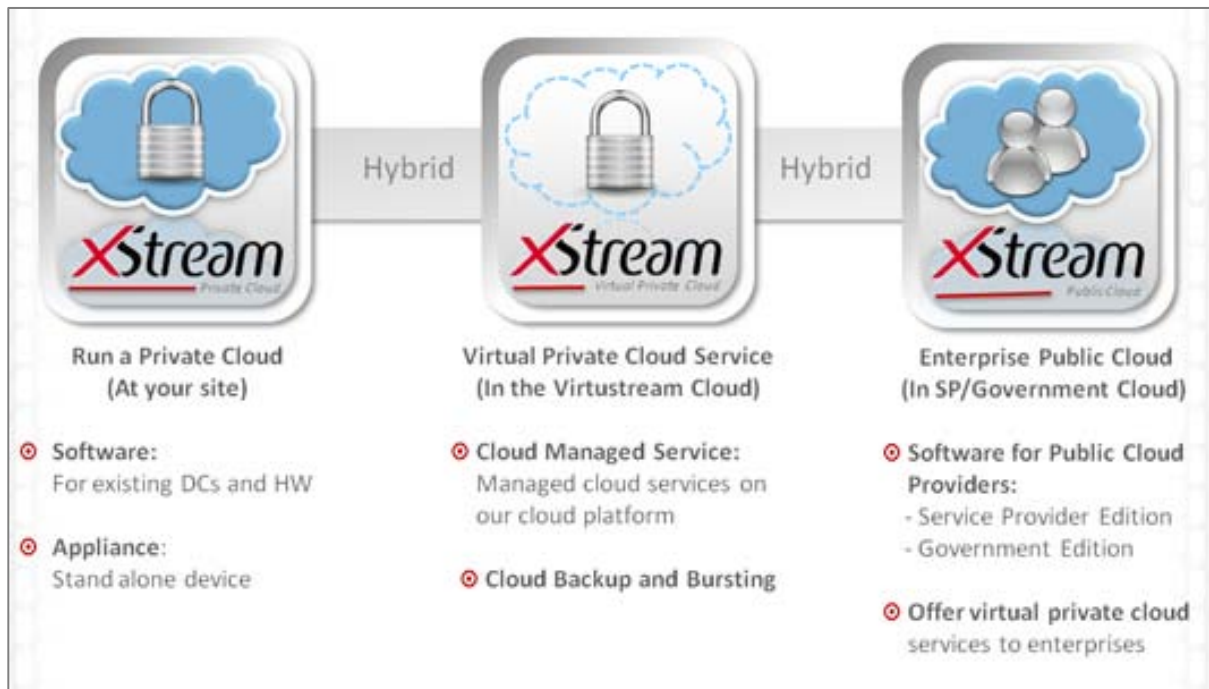 Hybrid
Hybrid
xStream
Private Cloud
xStream
Virtual Private Cloud
xStream
Public Cloud
Run a Private Cloud
(At your site)
Software:
For existing DCs and HW
Appliance:
Stand alone device
Virtual Private Cloud Service
(In the Virtustream Cloud)
Cloud Managed Service:
Managed cloud services on
our cloud platform
Cloud Backup and Bursting
Enterprise Public Cloud
(In SP/Government Cloud)
Software for Public Cloud
Providers:
- Service Provider Edition
- Government Edition
Offer virtual private cloud
services to enterprises